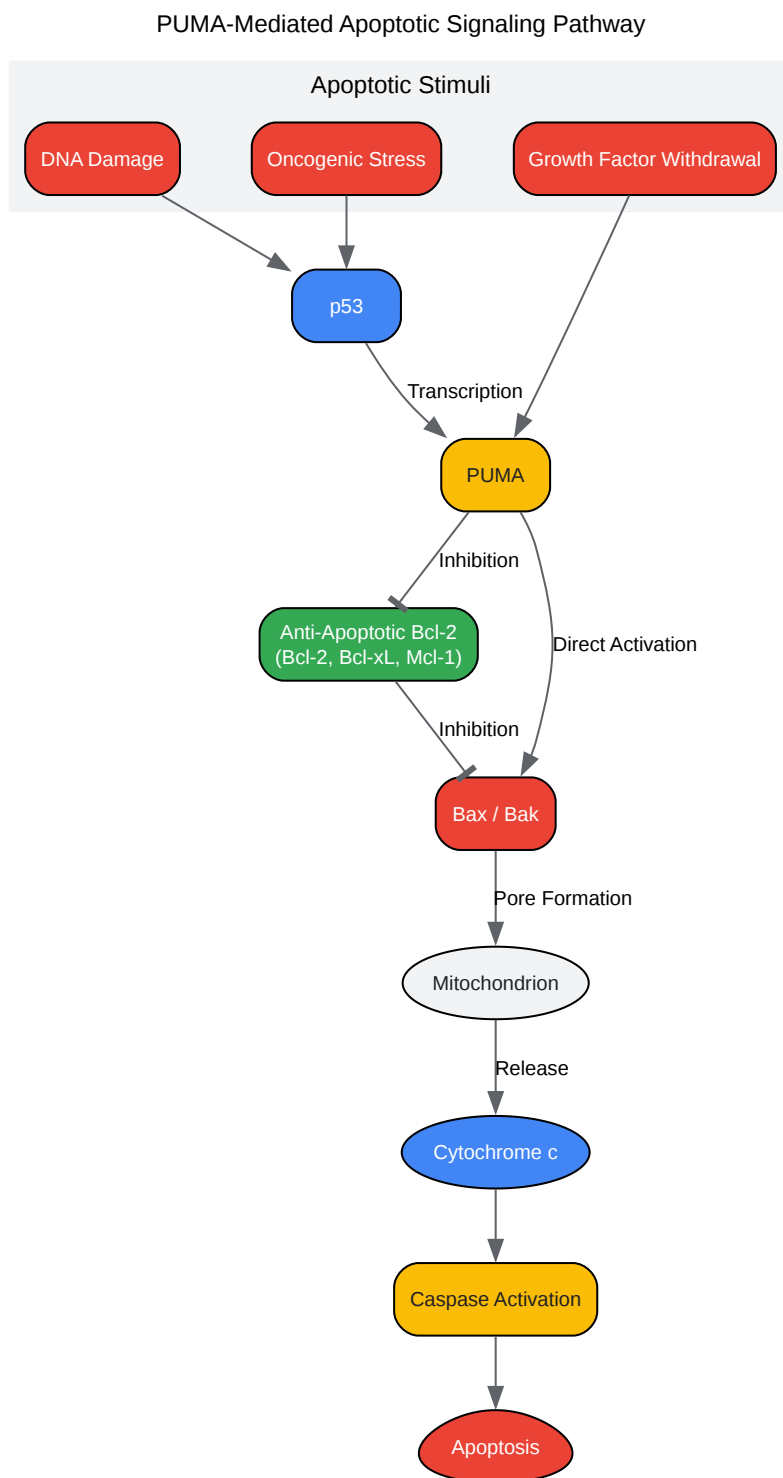 PUMA-Mediated Apoptotic Signaling Pathway
Apoptotic Stimuli
DNA Damage
Oncogenic Stress
Growth Factor Withdrawal
p53
Transcription
PUMA
Inhibition
Anti-Apoptotic Bcl-2
(Bcl-2, Bcl-xL, Mcl-1)
Direct Activation
Inhibition
Bax / Bak
Pore Formation
Mitochondrion
Release
Cytochrome c
Caspase Activation
Apoptosis